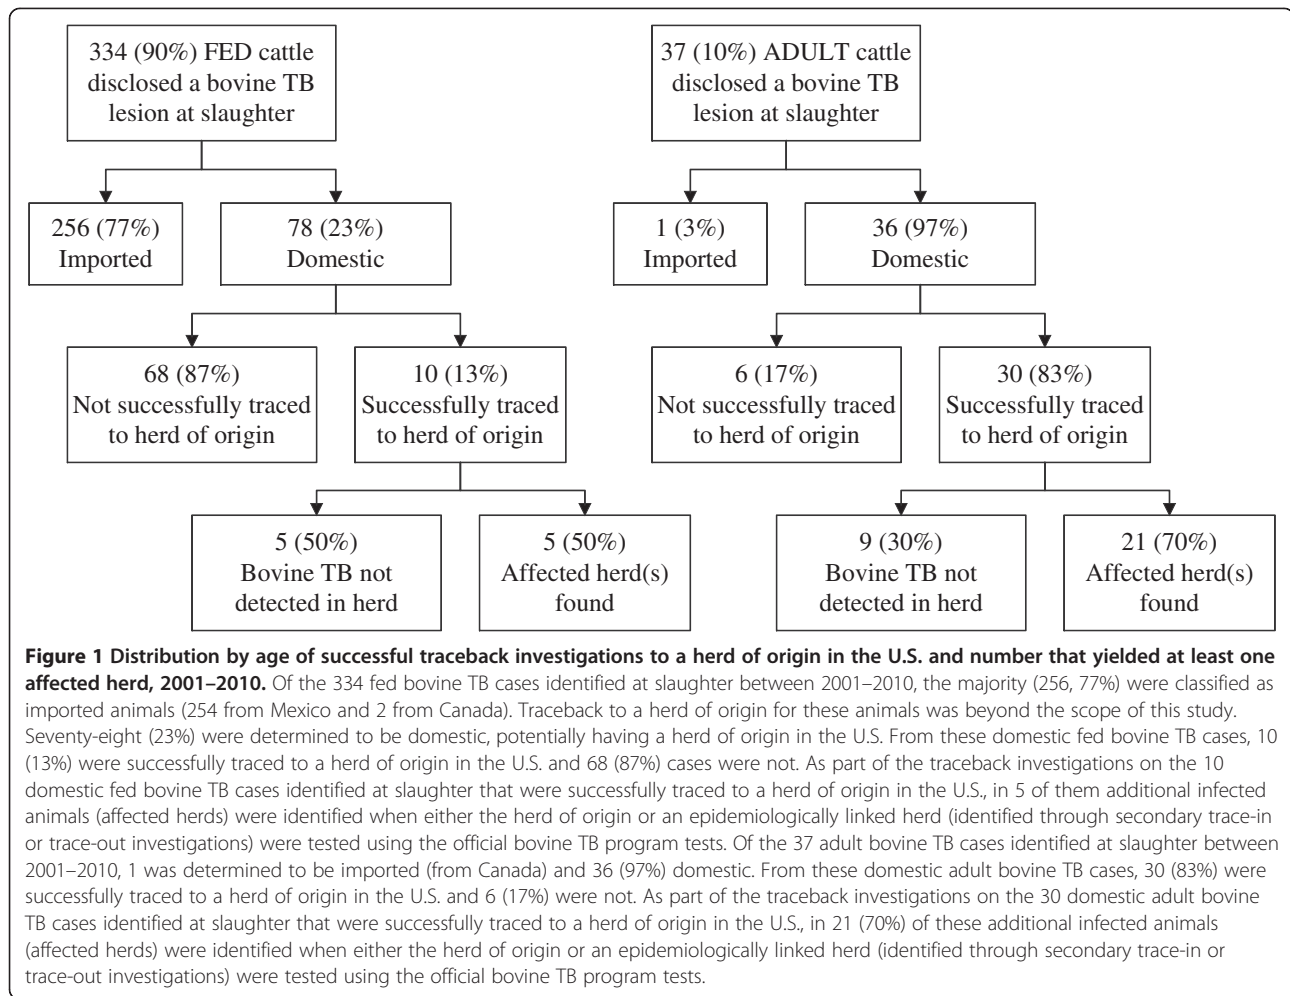 334 (90%) FED cattle
disclosed a bovine TB
lesion at slaughter
37 (10%) ADULT cattle
disclosed a bovine TB
lesion at slaughter
256 (77%)
Imported
78 (23%)
Domestic
1 (3%)
Imported
36 (97%)
Domestic
68 (87%)
Not successfully traced
to herd of origin
10 (13%)
Successfully traced
to herd of origin
6 (17%)
Not successfully traced
to herd of origin
30 (83%)
Successfully traced
to herd of origin
5 (50%)
Bovine TB not
detected in herd
5 (50%)
Affected herd(s)
found
9 (30%)
Bovine TB not
detected in herd
21 (70%)
Affected herd(s)
found
Figure 1 Distribution by age of successful traceback investigations to a herd of origin in the U.S. and number that yielded at least one
affected herd, 2001–2010. Of the 334 fed bovine TB cases identified at slaughter between 2001–2010, the majority (256, 77%) were classified as
imported animals (254 from Mexico and 2 from Canada). Traceback to a herd of origin for these animals was beyond the scope of this study.
Seventy-eight (23%) were determined to be domestic, potentially having a herd of origin in the U.S. From these domestic fed bovine TB cases, 10
(13%) were successfully traced to a herd of origin in the U.S. and 68 (87%) cases were not. As part of the traceback investigations on the 10
domestic fed bovine TB cases identified at slaughter that were successfully traced to a herd of origin in the U.S., in 5 of them additional infected
animals (affected herds) were identified when either the herd of origin or an epidemiologically linked herd (identified through secondary trace-in
or trace-out investigations) were tested using the official bovine TB program tests. Of the 37 adult bovine TB cases identified at slaughter between
2001–2010, 1 was determined to be imported (from Canada) and 36 (97%) domestic. From these domestic adult bovine TB cases, 30 (83%) were
successfully traced to a herd of origin in the U.S. and 6 (17%) were not. As part of the traceback investigations on the 30 domestic adult bovine
TB cases identified at slaughter that were successfully traced to a herd of origin in the U.S., in 21 (70%) of these additional infected animals
(affected herds) were identified when either the herd of origin or an epidemiologically linked herd (identified through secondary trace-in or
trace-out investigations) were tested using the official bovine TB program tests.